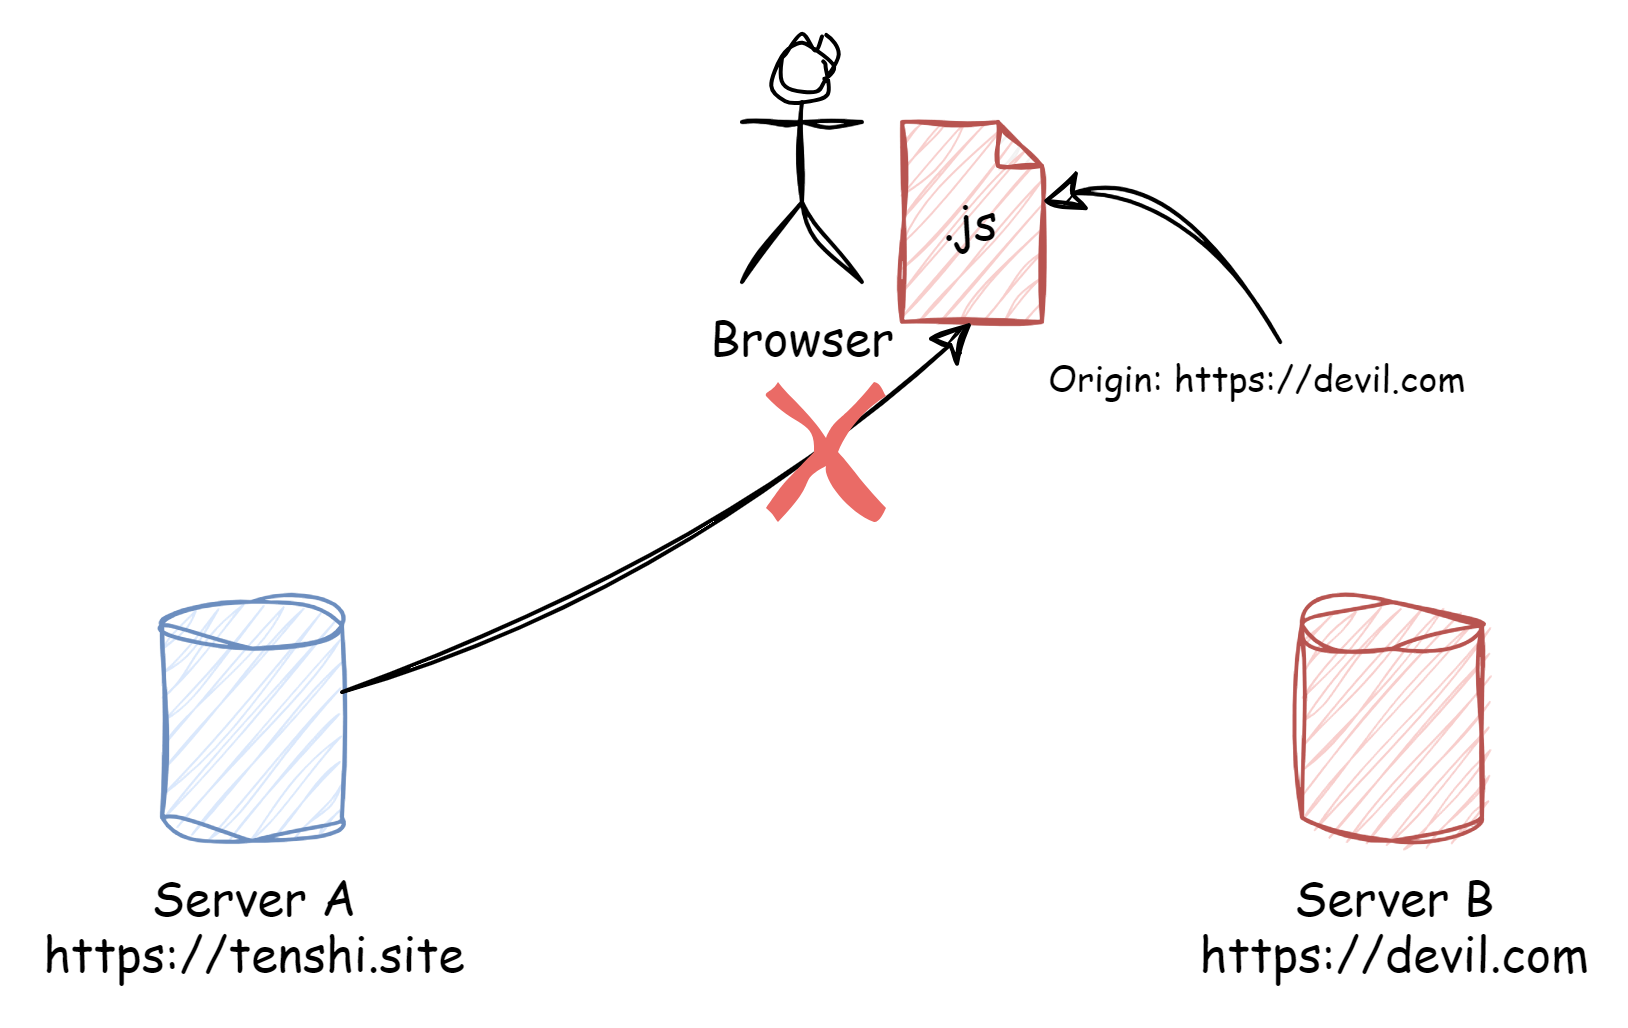 .js
Browser
Origin: https://devil.com
Server A
https://tenshi.site
Server B
https://devil.com